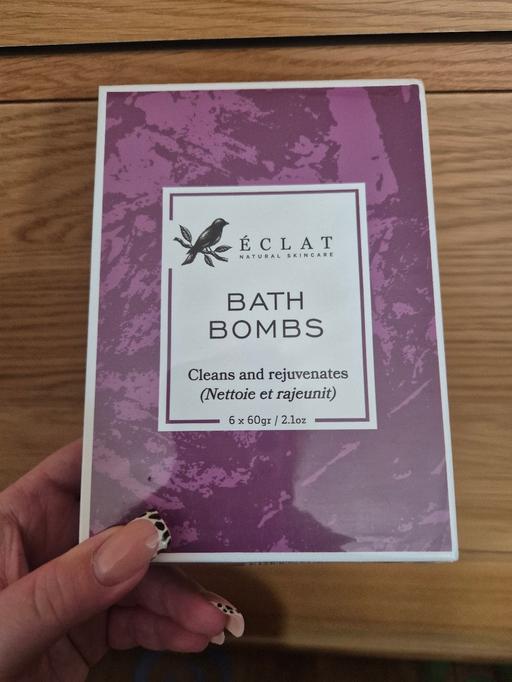 ÉCLAT
NATURAL SKINCARE
BATH
BOMBS
Cleans and rejuvenates
(Nettoie et rajeunit)
6 x 60gr / 2.1oz